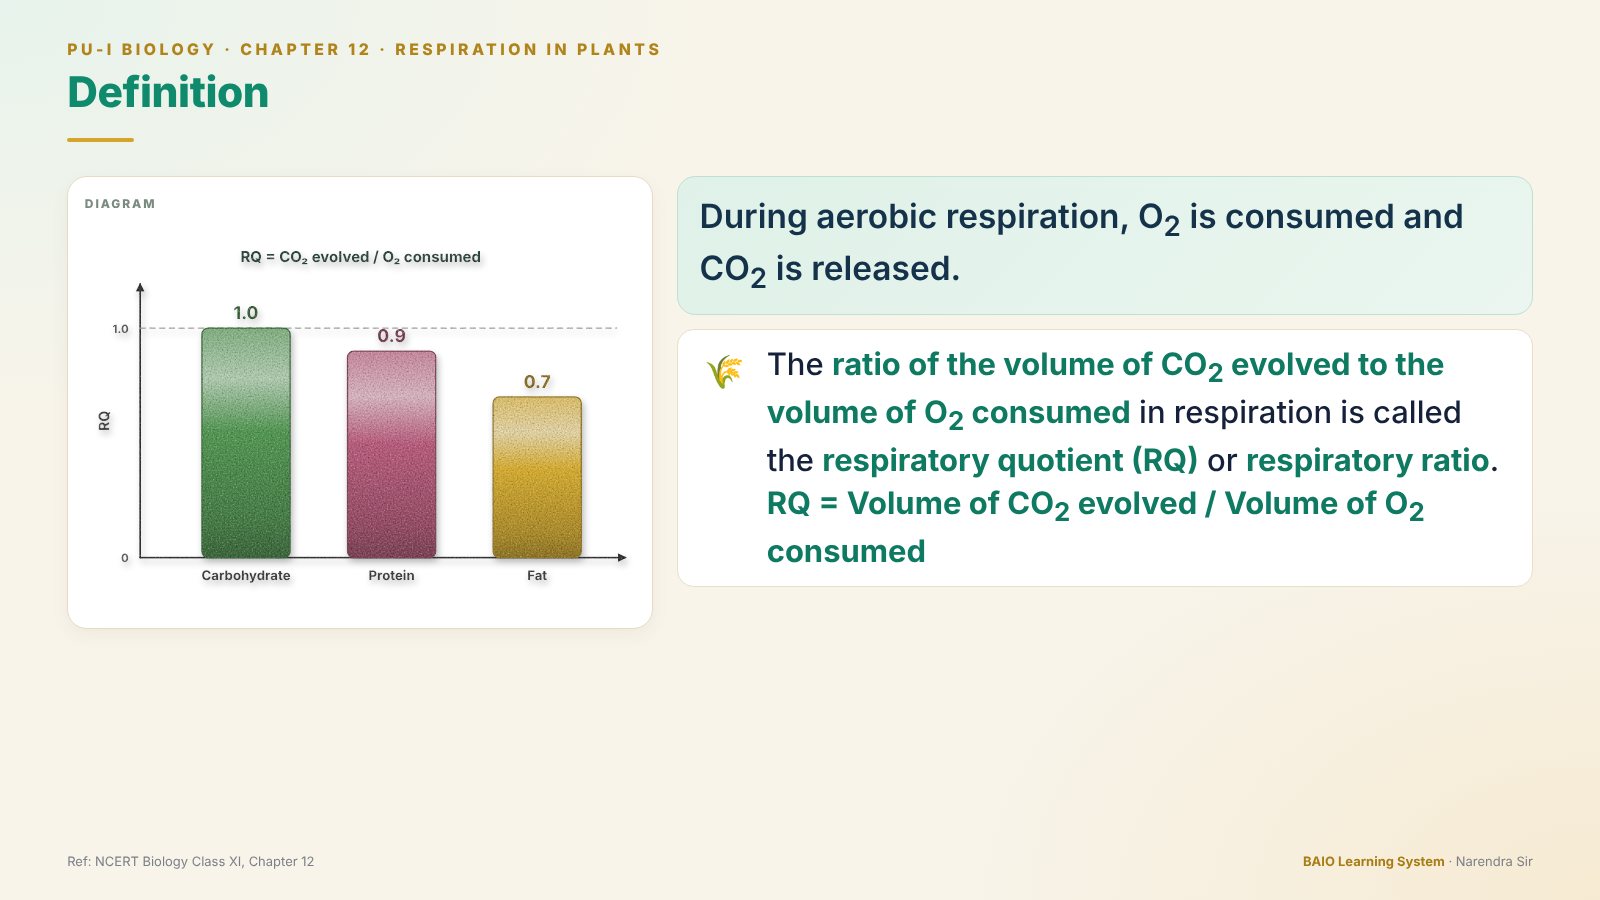 PU-I BIOLOGY · CHAPTER 12 · RESPIRATION IN PLANTS
Definition
DIAGRAM
RQ = CO₂ evolved / O₂ consumed
1.0
1.0
0.9
0.7
RQ
0
Carbohydrate Protein Fat
During aerobic respiration, O₂ is consumed and
CO₂ is released.
The ratio of the volume of CO₂ evolved to the
volume of O₂ consumed in respiration is called
the respiratory quotient (RQ) or respiratory ratio.
RQ = Volume of CO₂ evolved / Volume of O₂
consumed
Ref: NCERT Biology Class XI, Chapter 12
BAIO Learning System · Narendra Sir